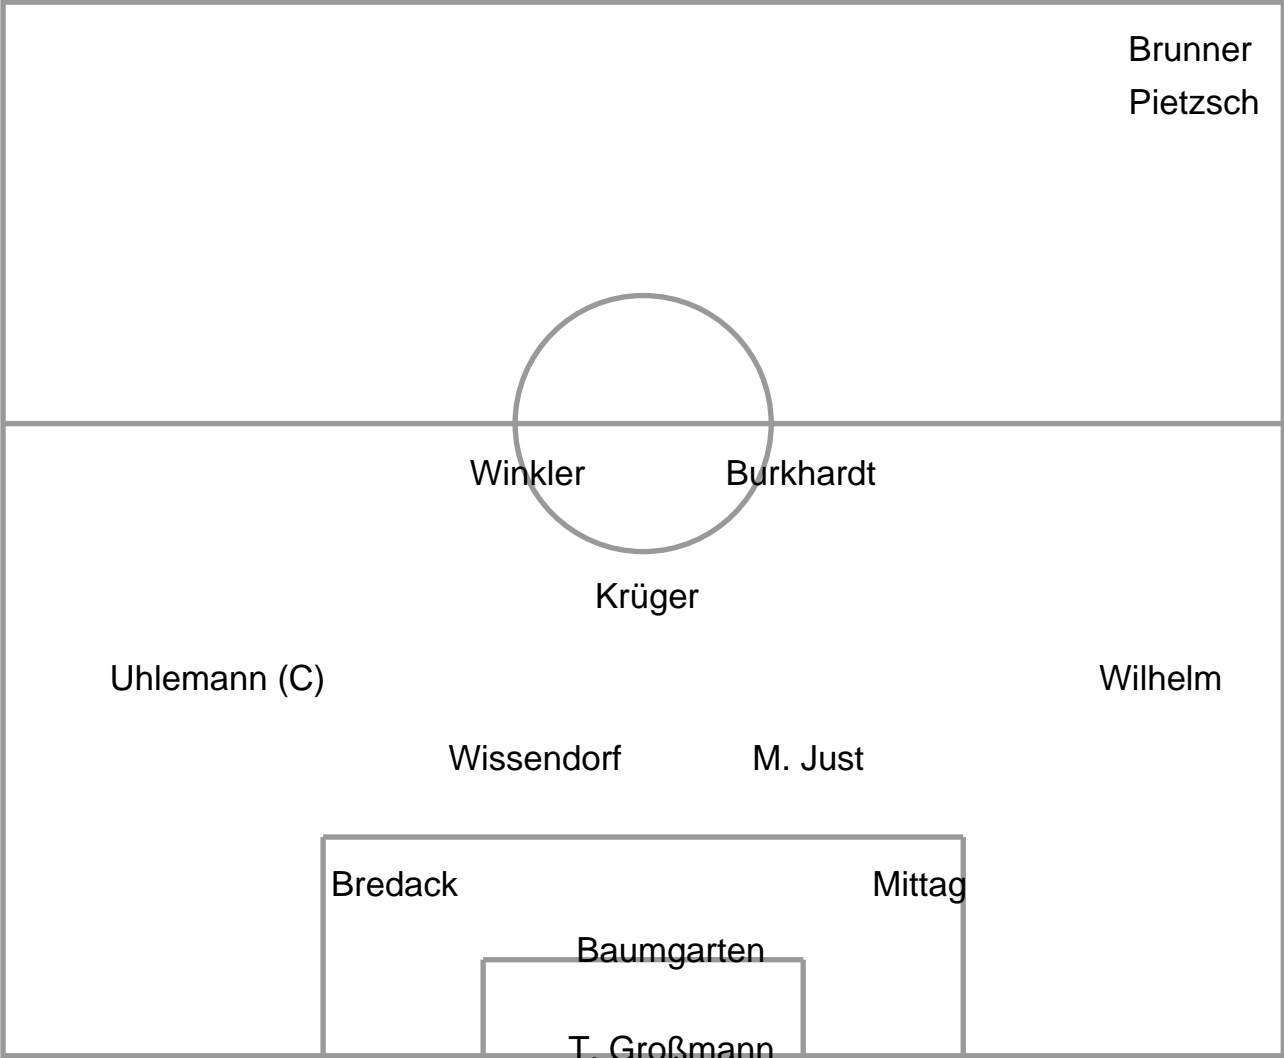 Brunner
Pietzsch
Winkler Burkhardt
Krüger
Uhlemann (C) Wilhelm
Wissendorf M. Just
Bredack Mittag
Baumgarten
T. Großmann